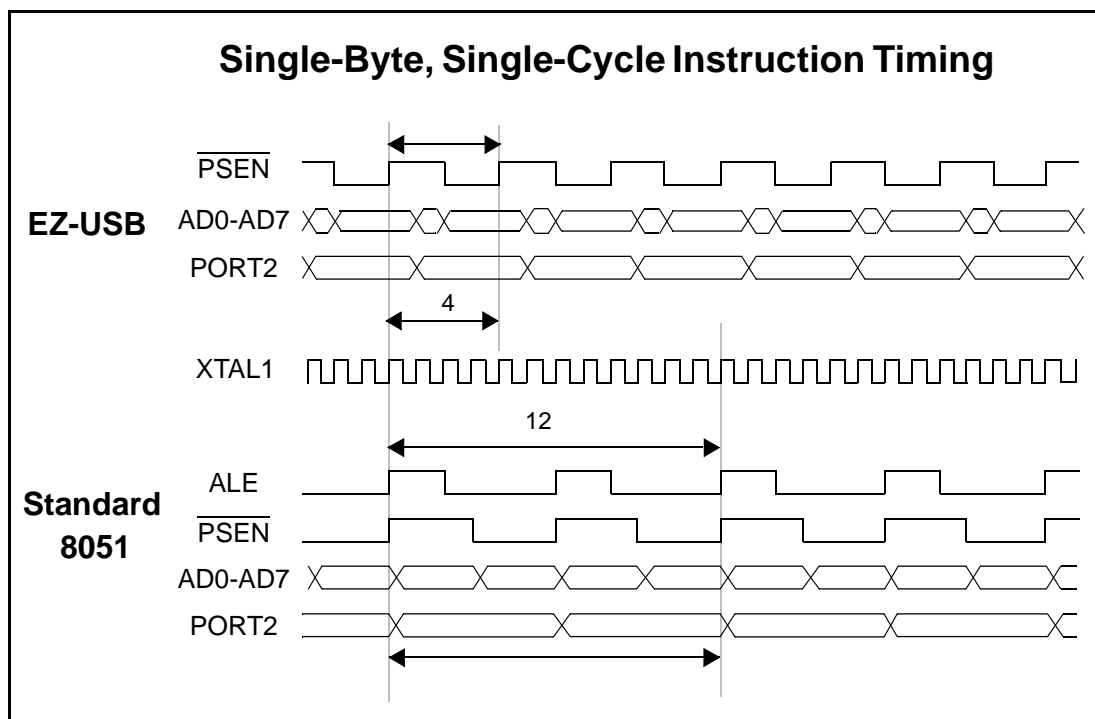 Single-Byte, Single-Cycle Instruction Timing
PSEN
EZ-USB
AD0-AD7
PORT2
4
XTAL1
12
ALE
Standard
8051
PSEN
AD0-AD7
PORT2